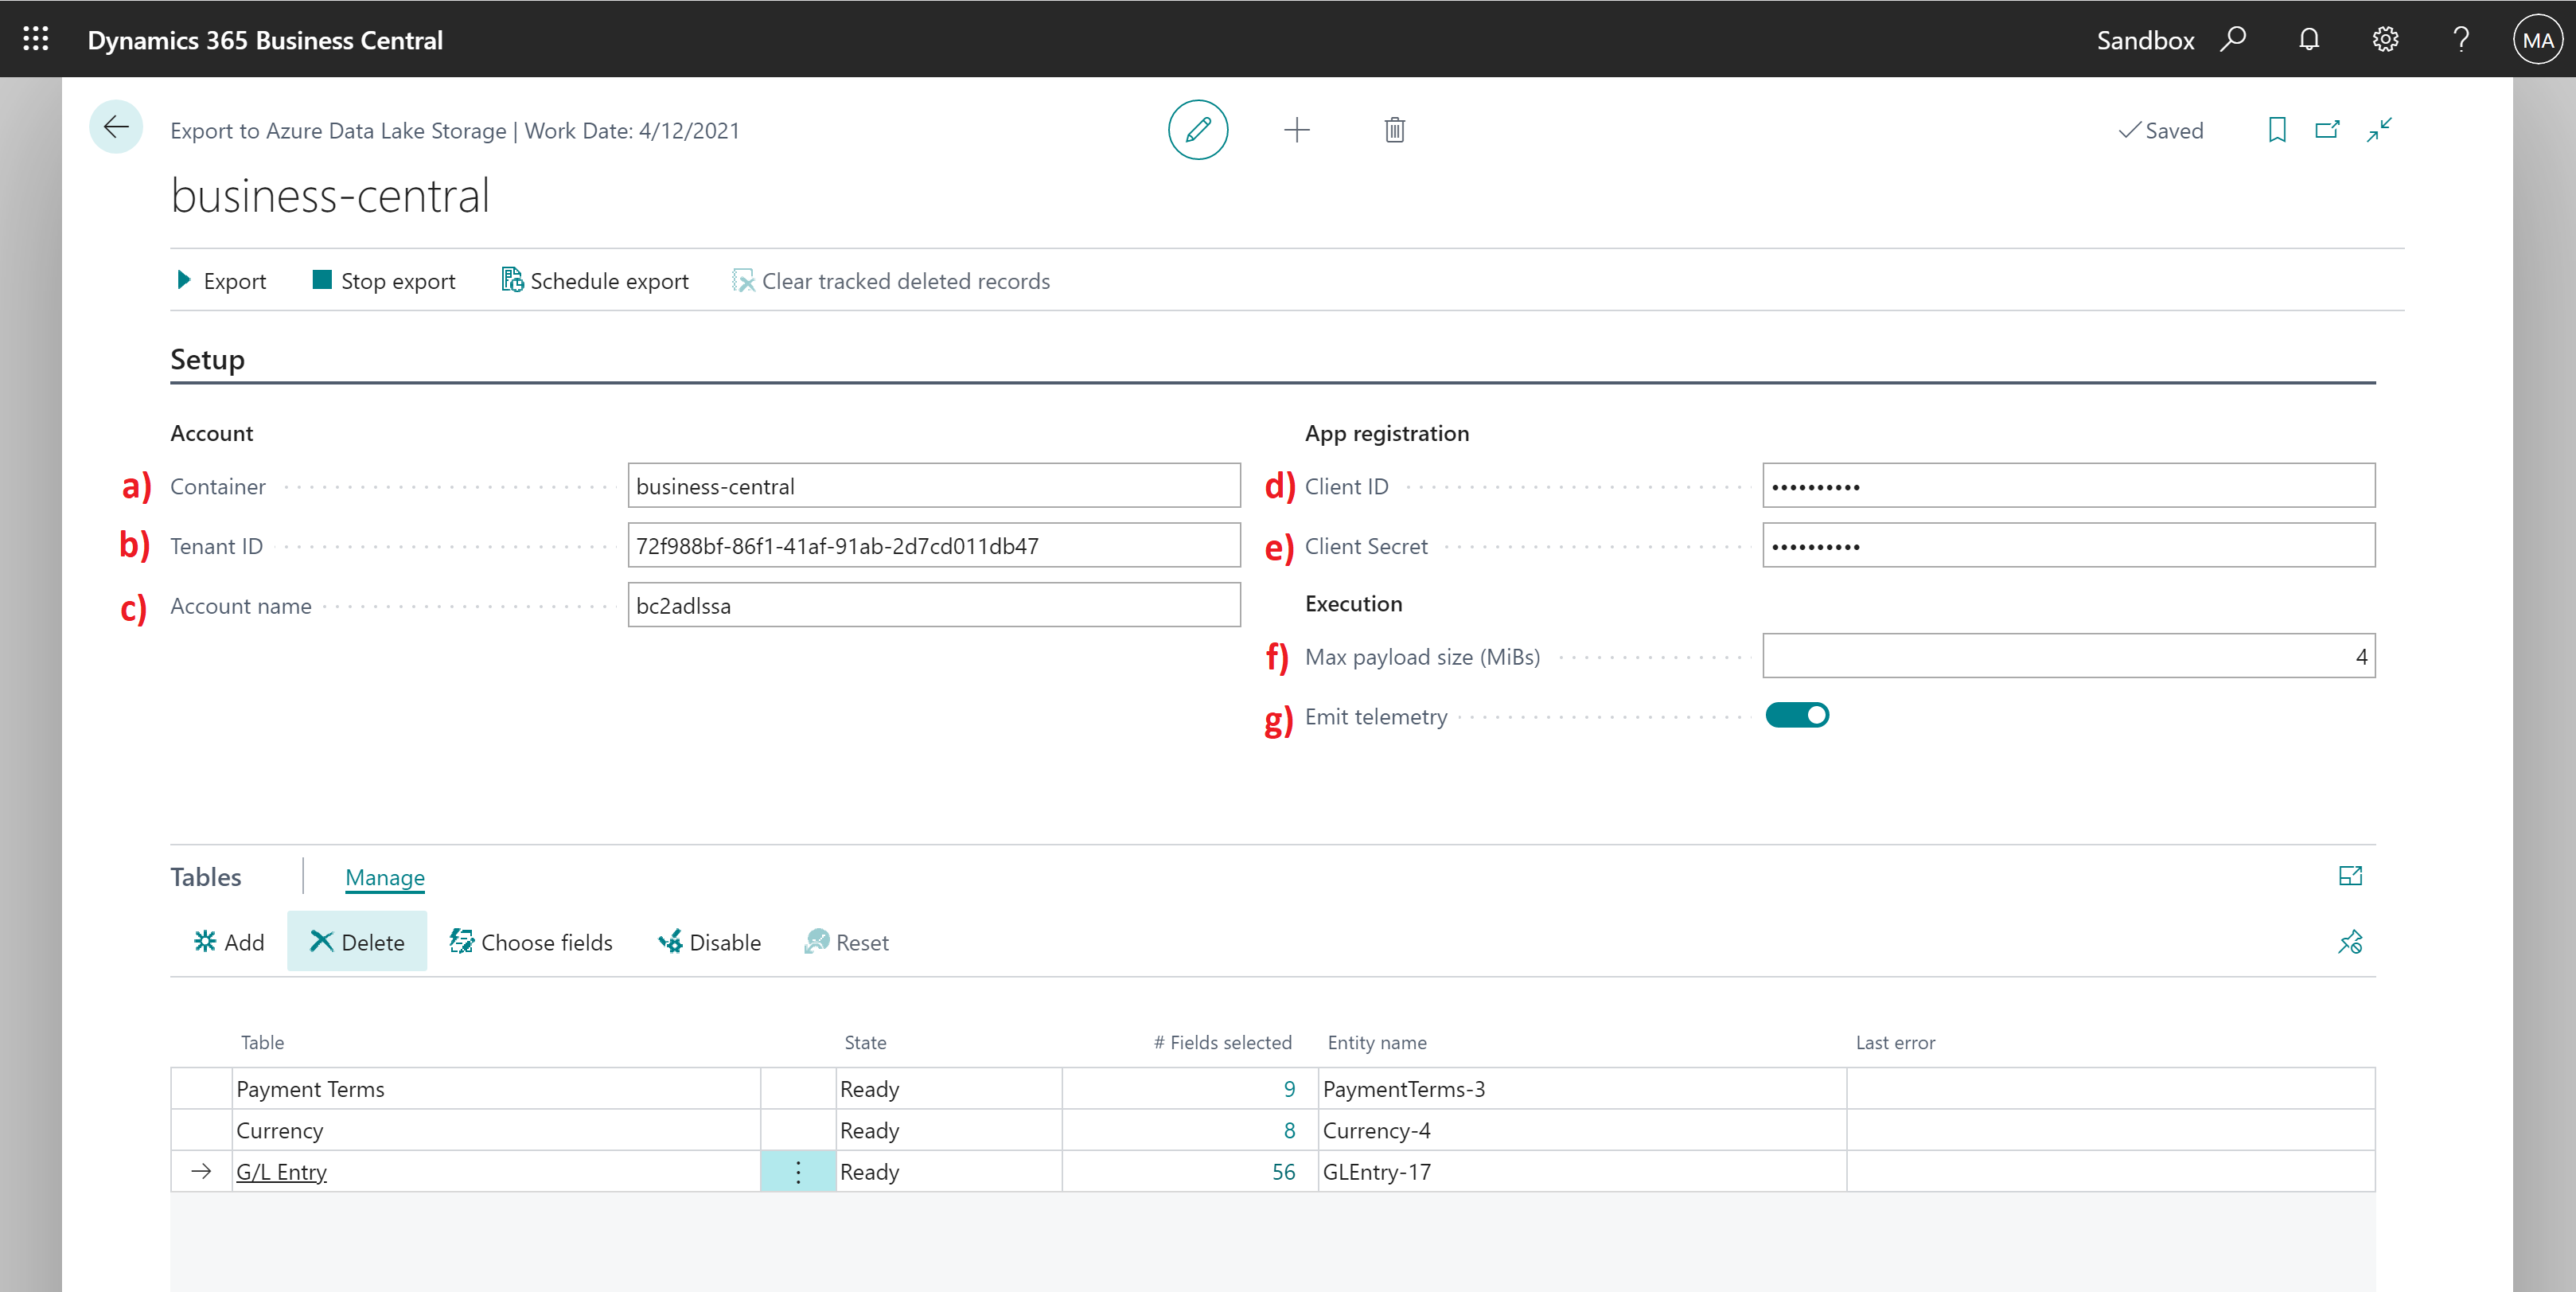 Dynamics 365 Business Central
Sandbox
MA
Export to Azure Data Lake Storage | Work Date: 4/12/2021
Saved
business-central
Export
Stop export
Schedule export
Clear tracked deleted records
Setup
Account
a) Container business-central
b) Tenant ID 72f988bf-86f1-41af-91ab-2d7cd011db47
c) Account name bc2adlssa
App registration
d) Client ID ••••••••••
e) Client Secret ••••••••••
Execution
f) Max payload size (MiBs) 4
g) Emit telemetry
Tables Manage
Add Delete Choose fields Disable Reset
Table State # Fields selected Entity name Last error
Payment Terms Ready 9 PaymentTerms-3
Currency Ready 8 Currency-4
G/L Entry Ready 56 GLEntry-17